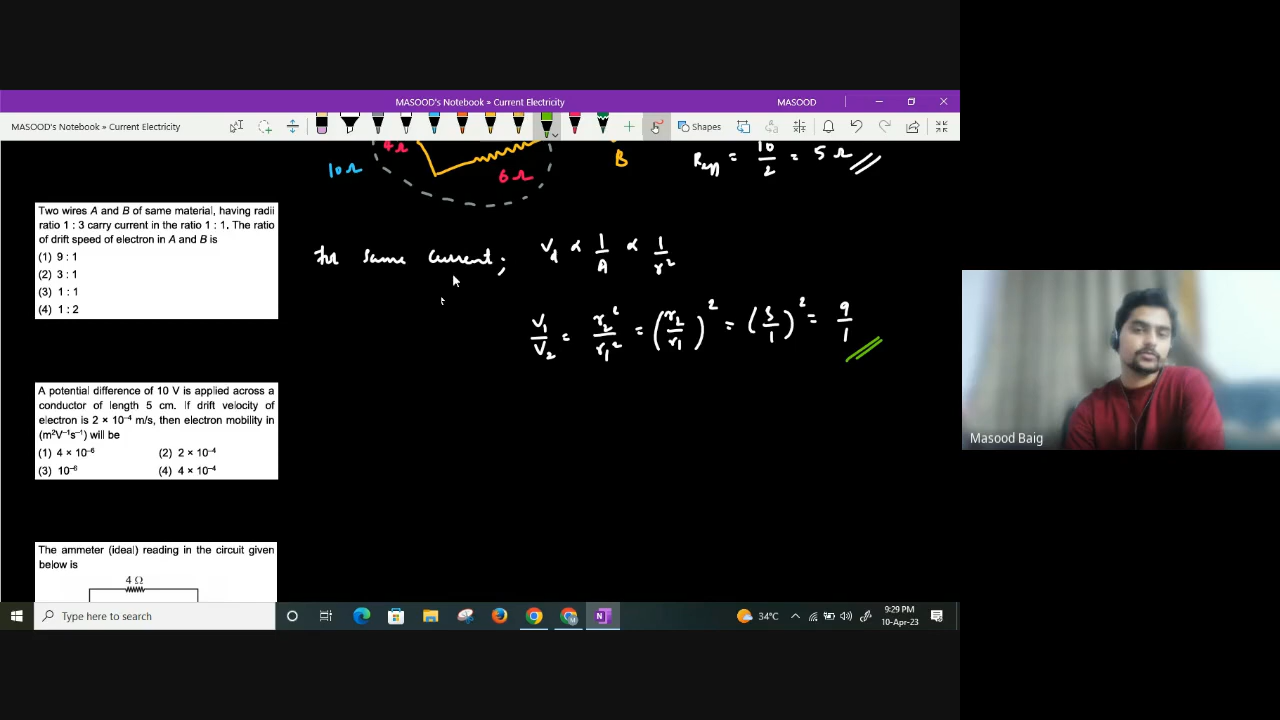 MASOOD's Notebook » Current Electricity
MASOOD
MASOOD's Notebook » Current Electricity
Shapes
4Ω
10Ω
6Ω
B
R_eff = 10/2 = 5 Ω
Two wires A and B of same material, having radii
ratio 1 : 3 carry current in the ratio 1 : 1. The ratio
of drift speed of electron in A and B is
(1) 9 : 1
(2) 3 : 1
(3) 1 : 1
(4) 1 : 2
for same current; V_d ∝ 1/A ∝ 1/r²
V₁/V₂ = r₂²/r₁² = (r₂/r₁)² = (3/1)² = 9/1
Masood Baig
A potential difference of 10 V is applied across a
conductor of length 5 cm. If drift velocity of
electron is 2 × 10⁻⁴ m/s, then electron mobility in
(m²V⁻¹s⁻¹) will be
(1) 4 × 10⁻⁶ (2) 2 × 10⁻⁴
(3) 10⁻⁶ (4) 4 × 10⁻⁴
The ammeter (ideal) reading in the circuit given
below is
4 Ω
Type here to search
34°C
9:29 PM
10-Apr-23